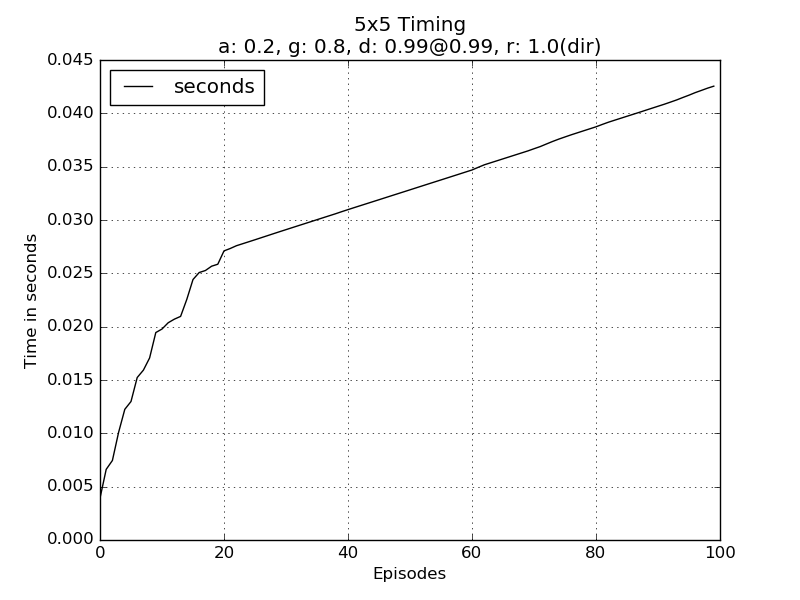 5x5 Timing
a: 0.2, g: 0.8, d: 0.99@0.99, r: 1.0(dir)
seconds
Time in seconds
0.045
0.040
0.035
0.030
0.025
0.020
0.015
0.010
0.005
0.000
0 20 40 60 80 100
Episodes